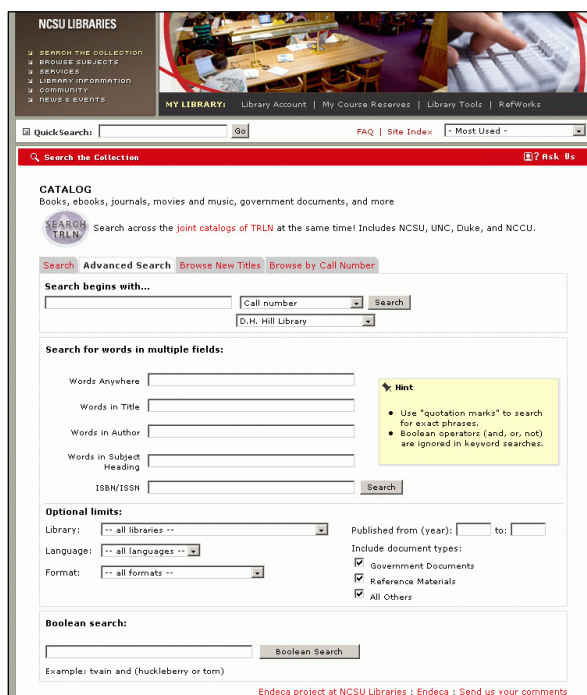 NCSU LIBRARIES
SEARCH THE COLLECTION
BROWSE SUBJECTS
SERVICES
LIBRARY INFORMATION
COMMUNITY
NEWS & EVENTS
MY LIBRARY: Library Account | My Course Reserves | Library Tools | RefWorks
QuickSearch: Go FAQ | Site Index - Most Used -
Search the Collection ? Ask Us
CATALOG
Books, ebooks, journals, movies and music, government documents, and more
SEARCH TRLN Search across the joint catalogs of TRLN at the same time! Includes NCSU, UNC, Duke, and NCCU.
Search Advanced Search Browse New Titles Browse by Call Number
Search begins with...
Call number Search
D.H. Hill Library
Search for words in multiple fields:
Words Anywhere
Words in Title
Words in Author
Words in Subject Heading
ISBN/ISSN Search
Hint
Use "quotation marks" to search for exact phrases.
Boolean operators (and, or, not) are ignored in keyword searches.
Optional limits:
Library: -- all libraries -- Published from (year): to:
Language: -- all languages -- Include document types:
Format: -- all formats -- Government Documents
Reference Materials
All Others
Boolean search:
Boolean Search
Example: twain and (huckleberry or tom)
Endeca project at NCSU Libraries : Endeca : Send us your comments